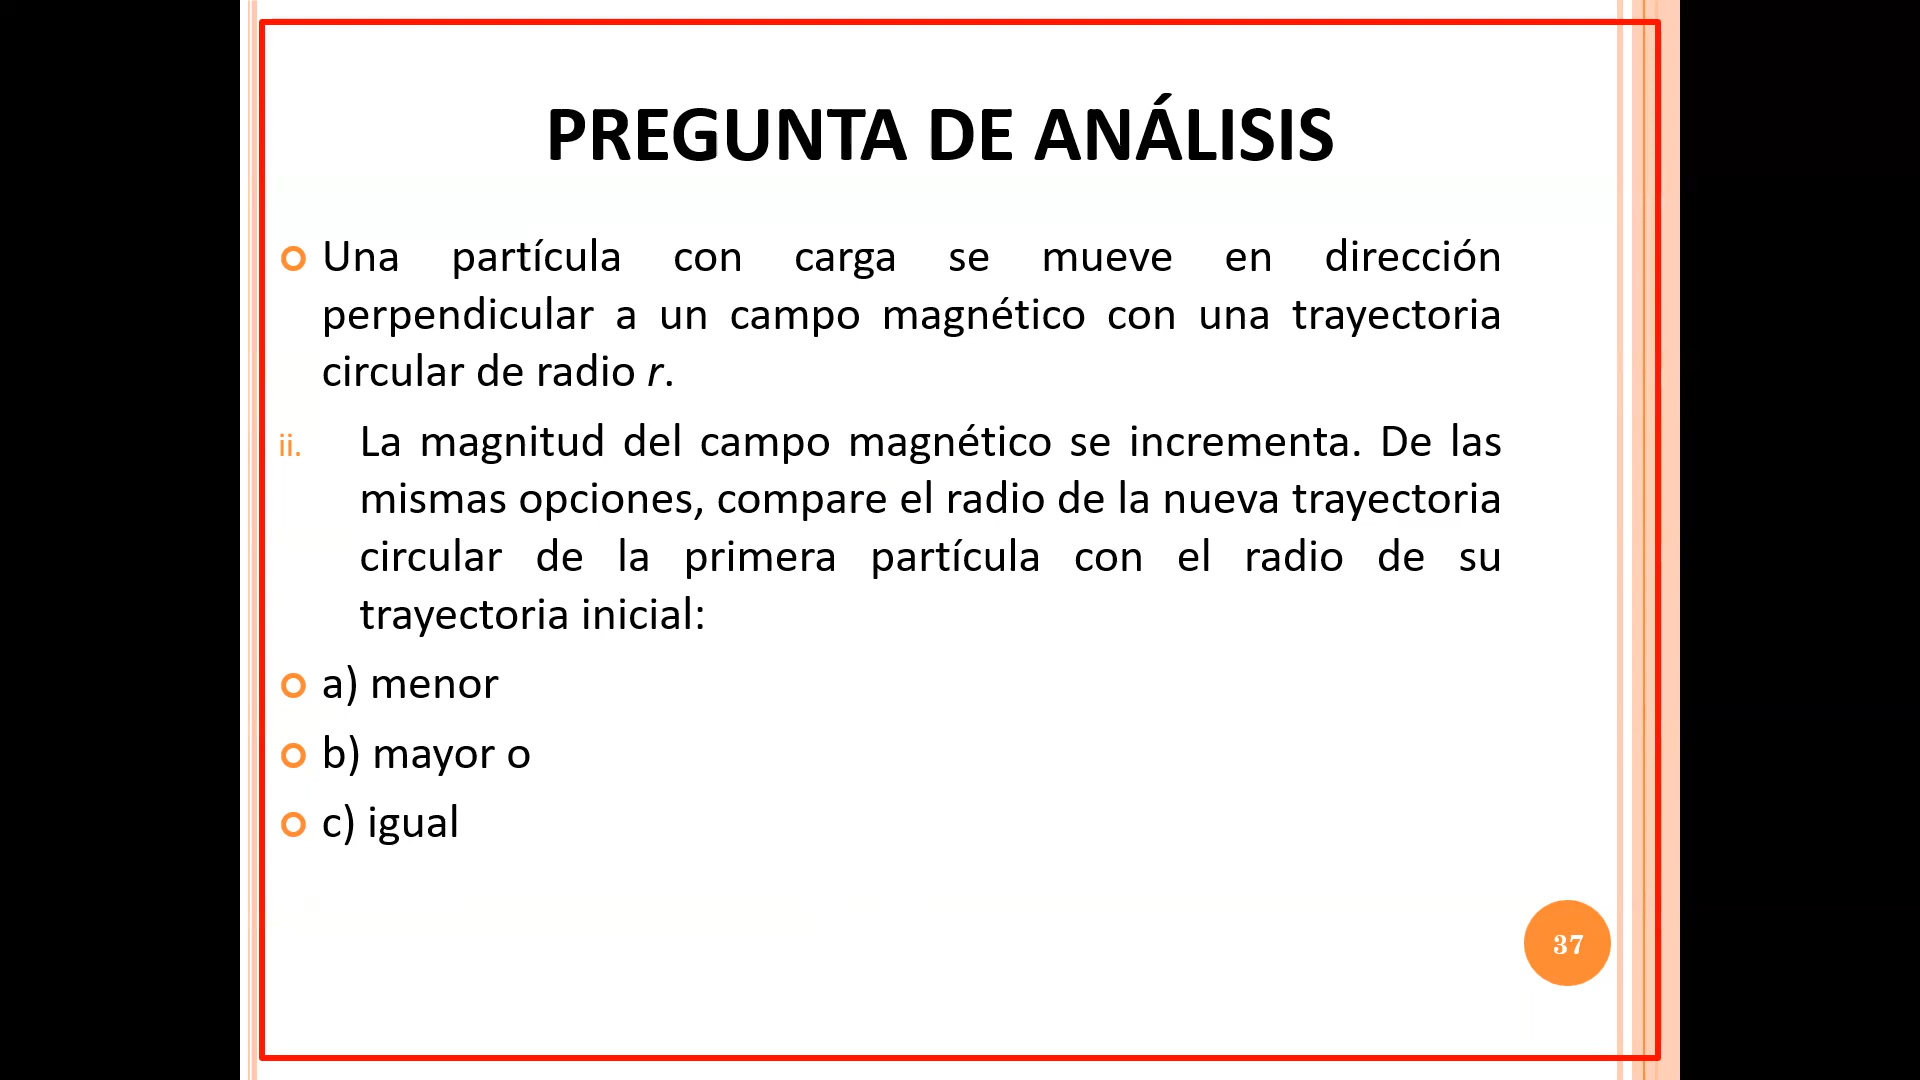 PREGUNTA DE ANÁLISIS
Una partícula con carga se mueve en dirección
perpendicular a un campo magnético con una trayectoria
circular de radio r.
ii. La magnitud del campo magnético se incrementa. De las
mismas opciones, compare el radio de la nueva trayectoria
circular de la primera partícula con el radio de su
trayectoria inicial:
a) menor
b) mayor o
c) igual
37